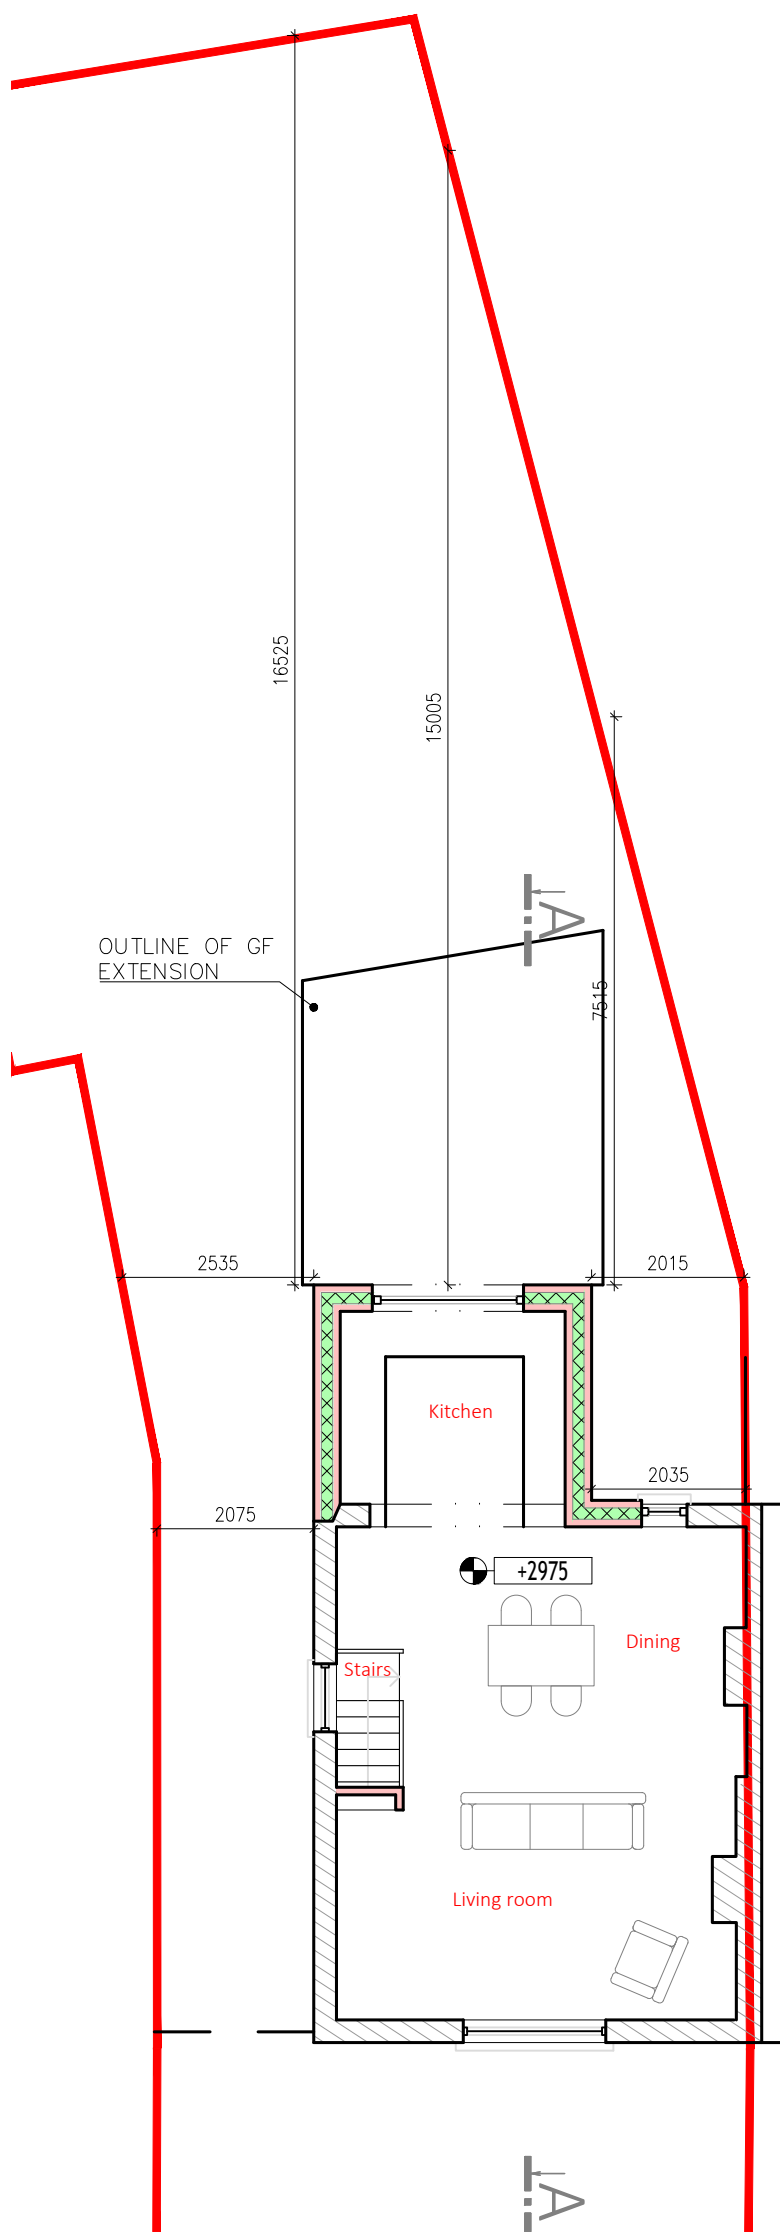 16525
15005
A
OUTLINE OF GF
EXTENSION
7515
2535
2015
Kitchen
2035
2075
+2975
Dining
Stairs
Living room
A